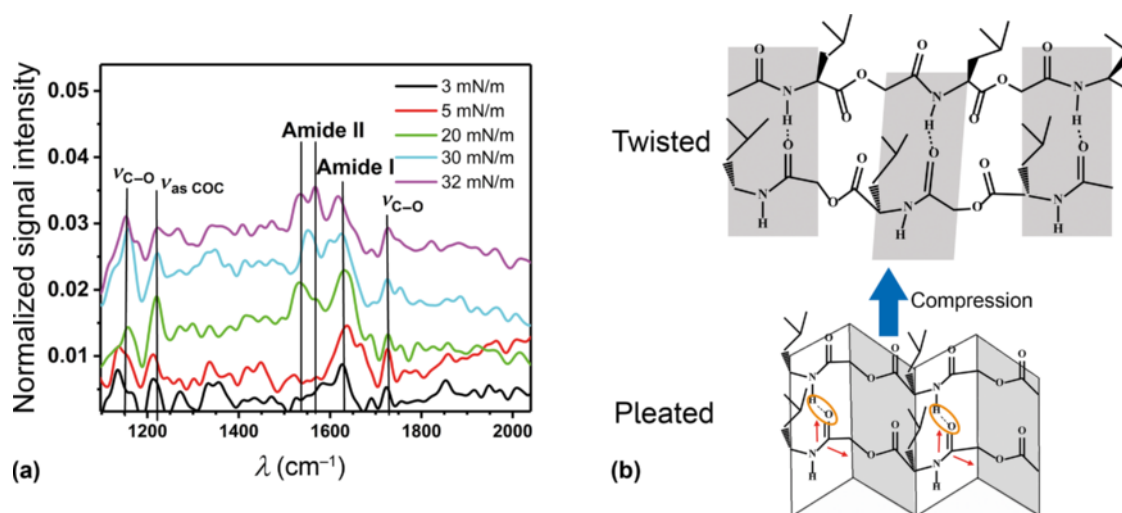 Normalized signal intensity
0.05
0.04
0.03
0.02
0.01
3 mN/m
5 mN/m
20 mN/m
30 mN/m
32 mN/m
Amide II
Amide I
νC–O
νas COC
νC–O
1200
1400
1600
1800
2000
λ (cm⁻¹)
(a)
Twisted
O
O
O
O
N
H
O
O
N
H
O
O
N
H
O
O
O
N
H
O
O
N
H
O
O
N
H
Compression
Pleated
O
O
O
O
N
H
O
N
H
O
O
O
O
O
O
N
H
O
N
H
O
O
(b)